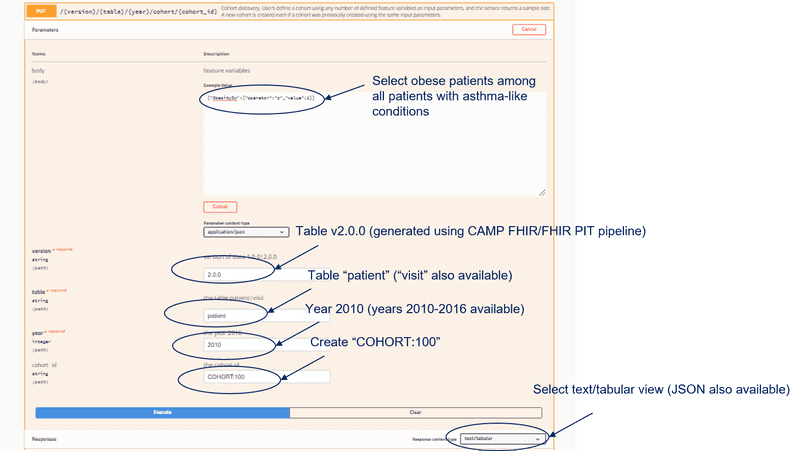 PUT /{version}/{table}/{year}/cohort/{cohort_id} Cohort discovery. Users define a cohort using any number of defined feature variables as input parameters, and the service returns a sample size.
A new cohort is created even if a cohort was previously created using the same input parameters.
Parameters Cancel
Name Description
body feature variables
(body)
Example Value
Select obese patients among
all patients with asthma-like
conditions
Cancel
Parameter content type
application/json
Table v2.0.0 (generated using CAMP FHIR/FHIR PIT pipeline)
version * required version of data 1.0.0|2.0.0
string
(path)
2.0.0
Table “patient” (“visit” also available)
table * required the table patient|visit
string
(path)
patient
Year 2010 (years 2010-2016 available)
year * required the year 2010
integer
(path)
2010
Create “COHORT:100”
cohort_id the cohort id
string
(path)
COHORT:100
Select text/tabular view (JSON also available)
Execute Clear
Responses Response content type text/tabular